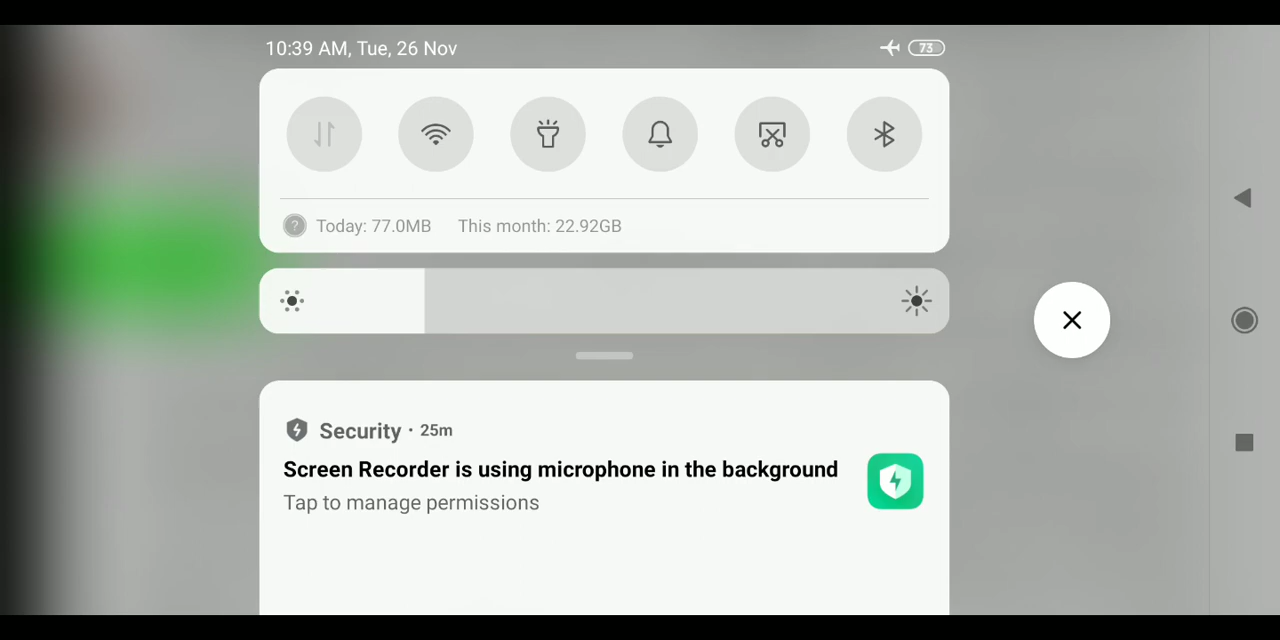 10:39 AM, Tue, 26 Nov
73
? Today: 77.0MB This month: 22.92GB
Security · 25m
Screen Recorder is using microphone in the background
Tap to manage permissions